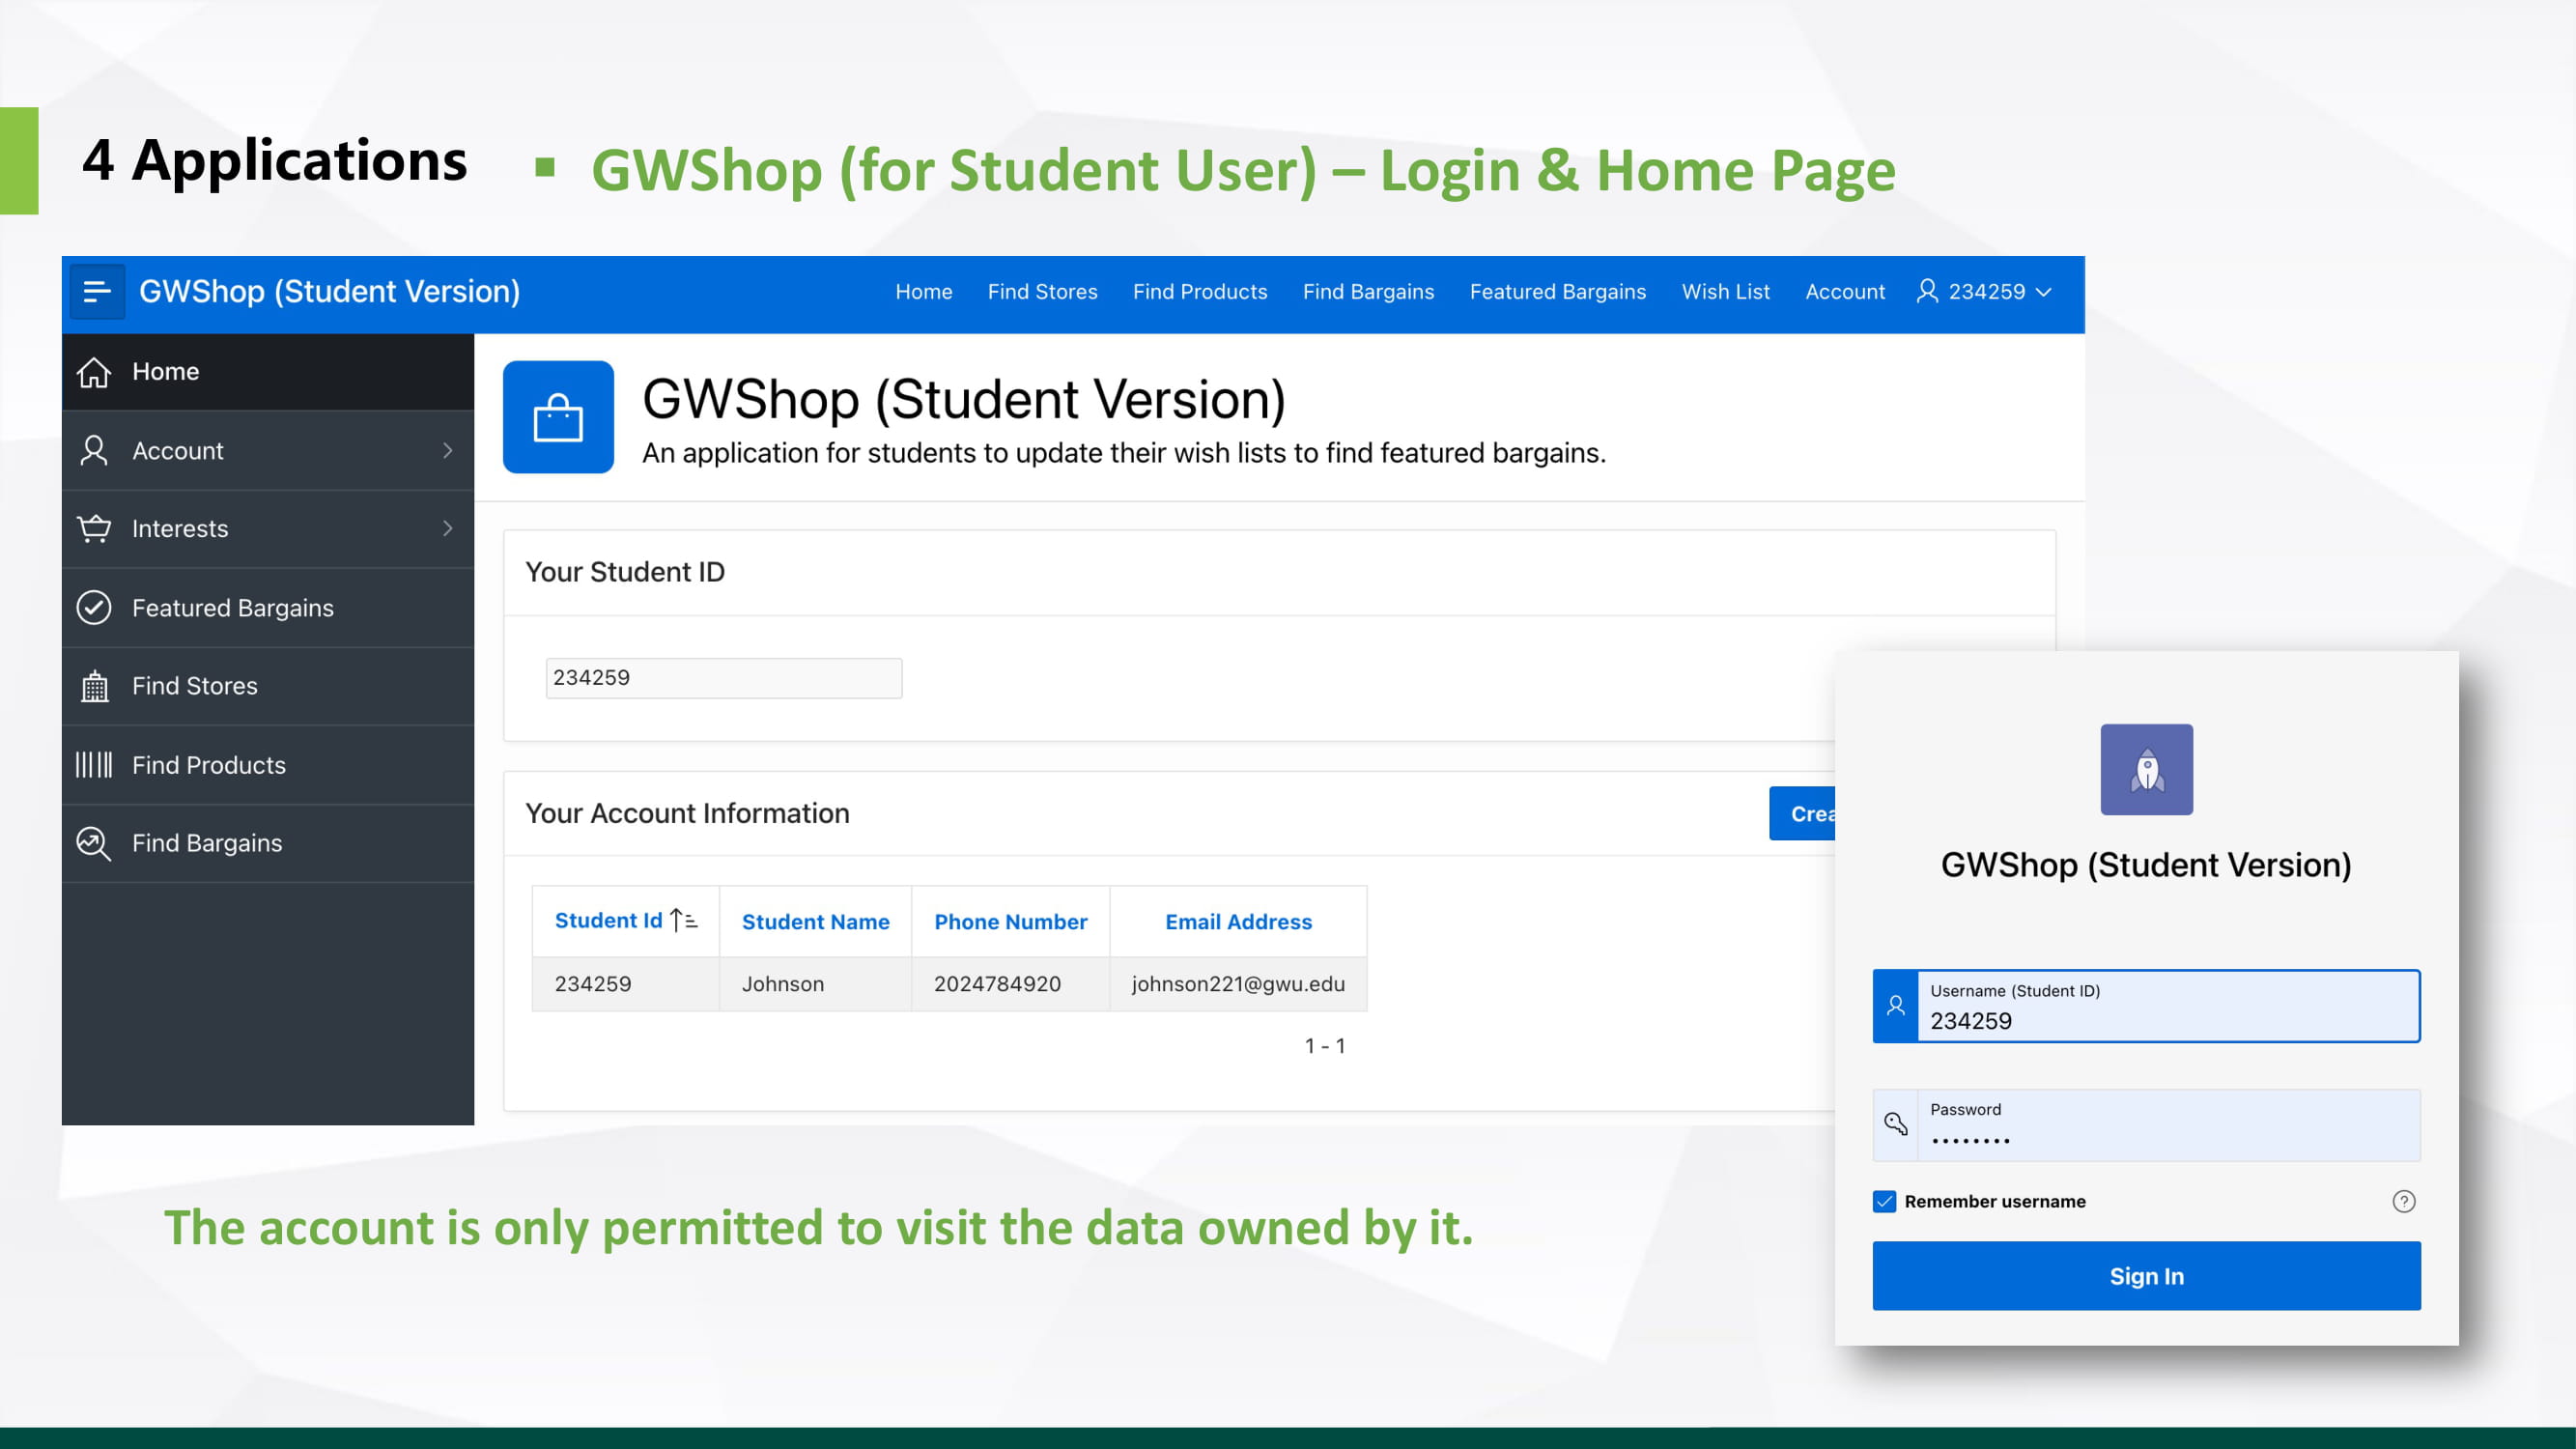 4 Applications
▪ GWShop (for Student User) – Login & Home Page
GWShop (Student Version)
Home Find Stores Find Products Find Bargains Featured Bargains Wish List Account 234259
Home
Account
Interests
Featured Bargains
Find Stores
Find Products
Find Bargains
GWShop (Student Version)
An application for students to update their wish lists to find featured bargains.
Your Student ID
234259
Your Account Information
Crea
Student Id Student Name Phone Number Email Address
234259 Johnson 2024784920 johnson221@gwu.edu
1 - 1
GWShop (Student Version)
Username (Student ID)
234259
Password
••••••••
Remember username
?
Sign In
The account is only permitted to visit the data owned by it.